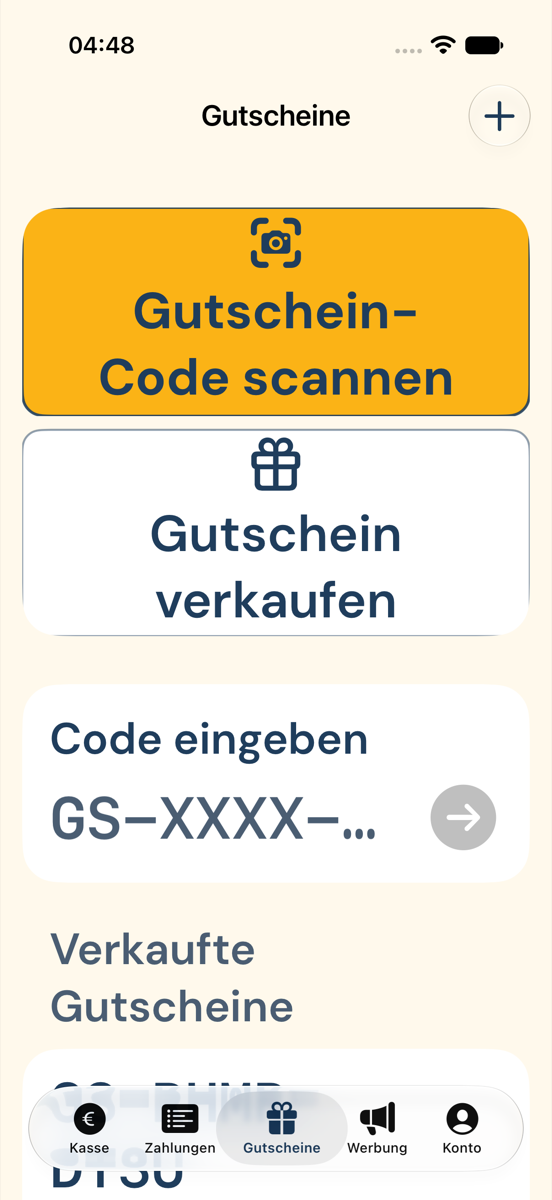 04:48
Gutscheine
Gutschein-
Code scannen
Gutschein
verkaufen
Code eingeben
GS-XXXX-...
Verkaufte
Gutscheine
Kasse
Zahlungen
Gutscheine
Werbung
Konto